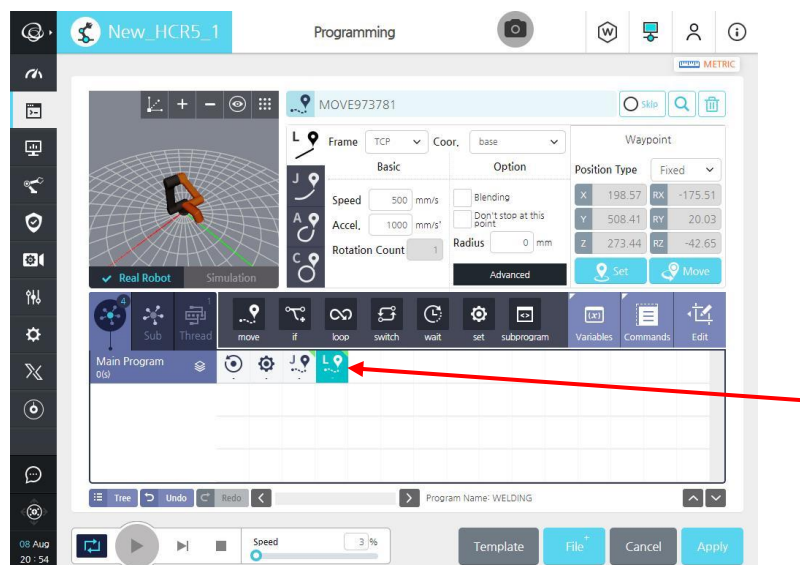 New_HCR5_1 Programming W
METRIC
MOVE973781 Skip
L Frame TCP Coor. base Waypoint
Basic Option Position Type Fixed
J Speed 500 mm/s Blending X 198.57 RX -175.51
A Accel. 1000 mm/s² Don't stop at this point Y 508.41 RY 20.03
Rotation Count 1 Radius 0 mm Z 273.44 RZ -42.65
C Advanced Set Move
Real Robot Simulation
4 1
Sub Thread move if loop switch wait set subprogram (x) Variables Commands Edit
Main Program J L
0(s)
Tree Undo Redo Program Name: WELDING
08 Aug Speed 3 % Template File+ Cancel Apply
20 : 54